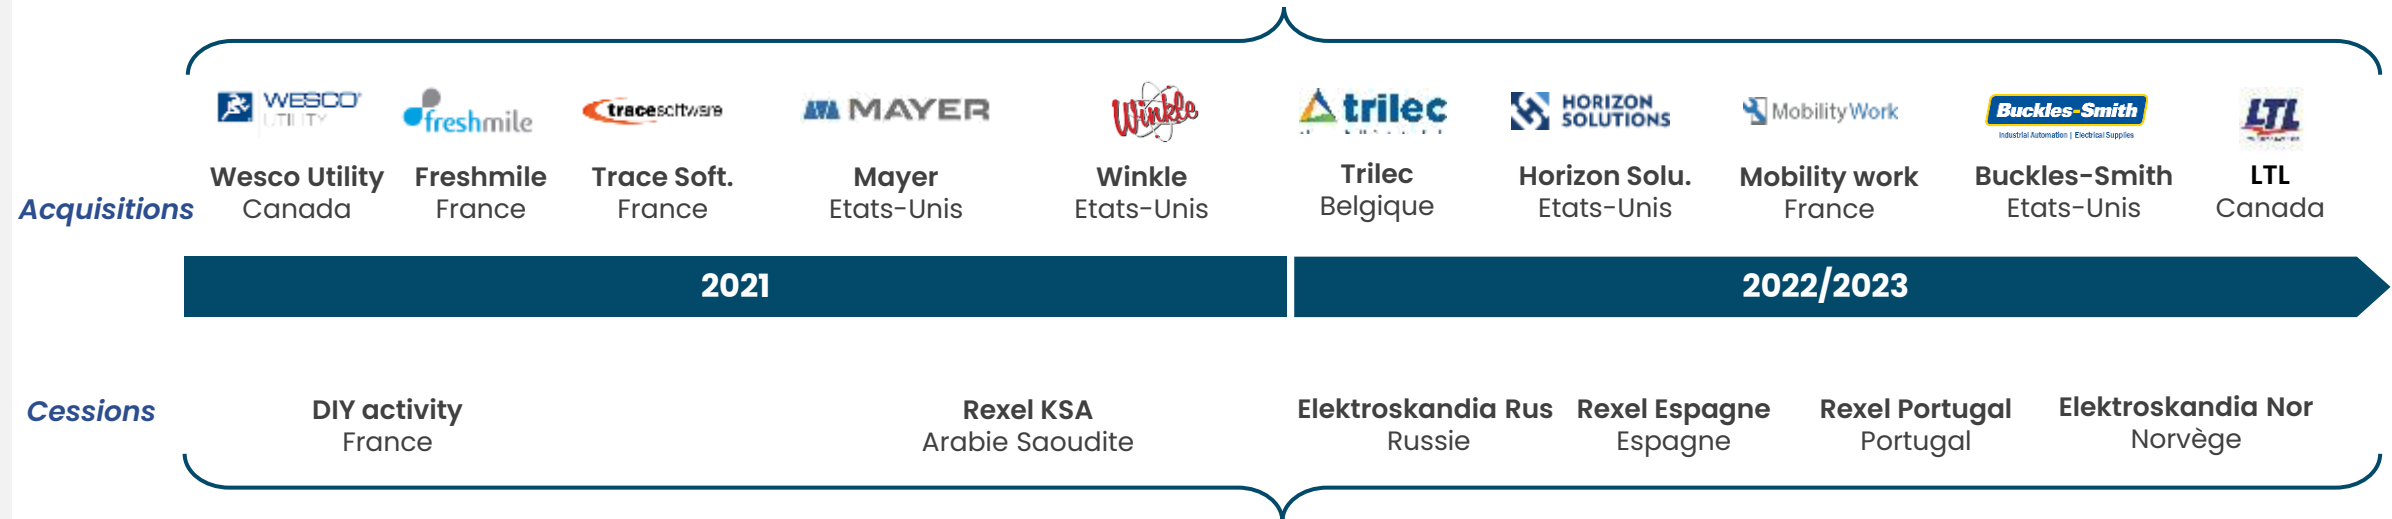 WESCO
UTILITY
freshmile
tracesoftware
MAYER
Winkle
trilec
HORIZON
SOLUTIONS
MobilityWork
Buckles-Smith
Industrial Automation | Electrical Supplies
LTL
Acquisitions
Wesco Utility
Canada
Freshmile
France
Trace Soft.
France
Mayer
Etats-Unis
Winkle
Etats-Unis
Trilec
Belgique
Horizon Solu.
Etats-Unis
Mobility work
France
Buckles-Smith
Etats-Unis
LTL
Canada
2021
2022/2023
Cessions
DIY activity
France
Rexel KSA
Arabie Saoudite
Elektroskandia Rus
Russie
Rexel Espagne
Espagne
Rexel Portugal
Portugal
Elektroskandia Nor
Norvège